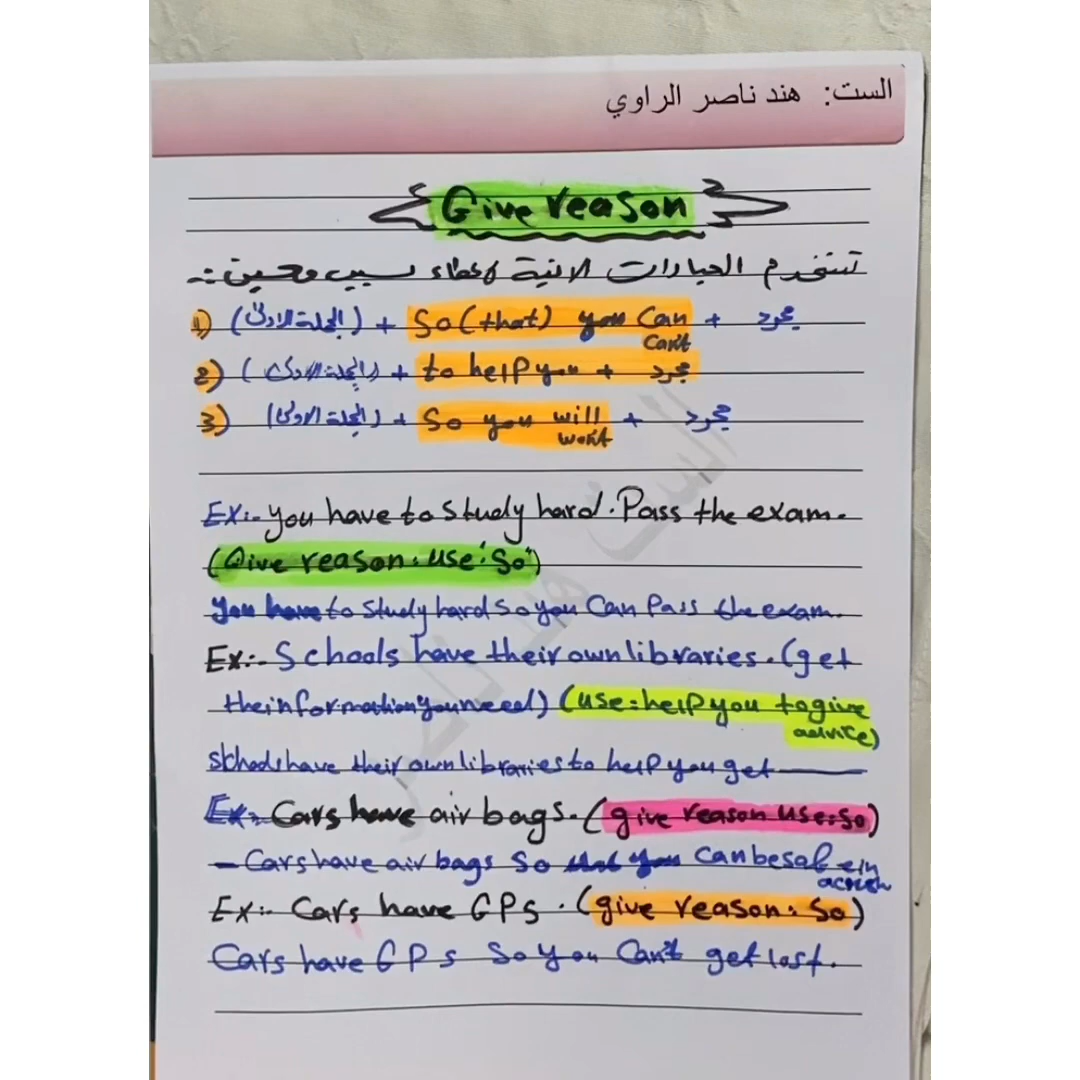 الست: هند ناصر الراوي
Give reason
تستخدم العبارات الاتية لاعطاء سبب معين :-
1) (الجملة الاولى) + So (that) you can + مجرد
can't
2) (الجملة الاولى) + to help you + مجرد
3) (الجملة الاولى) + So you will + مجرد
won't
EX:- you have to study hard. Pass the exam.
(Give reason: use "So")
you have to study hard so you can Pass the exam.
Ex:- Schools have their own libraries. (get
the information you need) (use: help you to give
advice)
schools have their own libraries to help you get
Ex:- Cars have air bags. (give reason use: so)
- Cars have air bags so that you can be safe in
a crash
Ex:- Cars have GPS. (give reason: so)
Cars have GPS so you can't get lost.